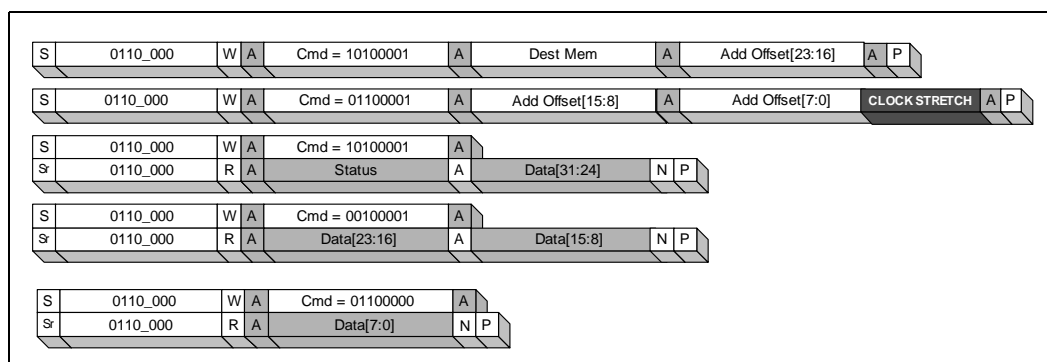 S 0110_000 W A Cmd = 10100001 A Dest Mem A Add Offset[23:16] A P
S 0110_000 W A Cmd = 01100001 A Add Offset[15:8] A Add Offset[7:0] CLOCK STRETCH A P
S 0110_000 W A Cmd = 10100001 A
Sr 0110_000 R A Status A Data[31:24] N P
S 0110_000 W A Cmd = 00100001 A
Sr 0110_000 R A Data[23:16] A Data[15:8] N P
S 0110_000 W A Cmd = 01100000 A
Sr 0110_000 R A Data[7:0] N P